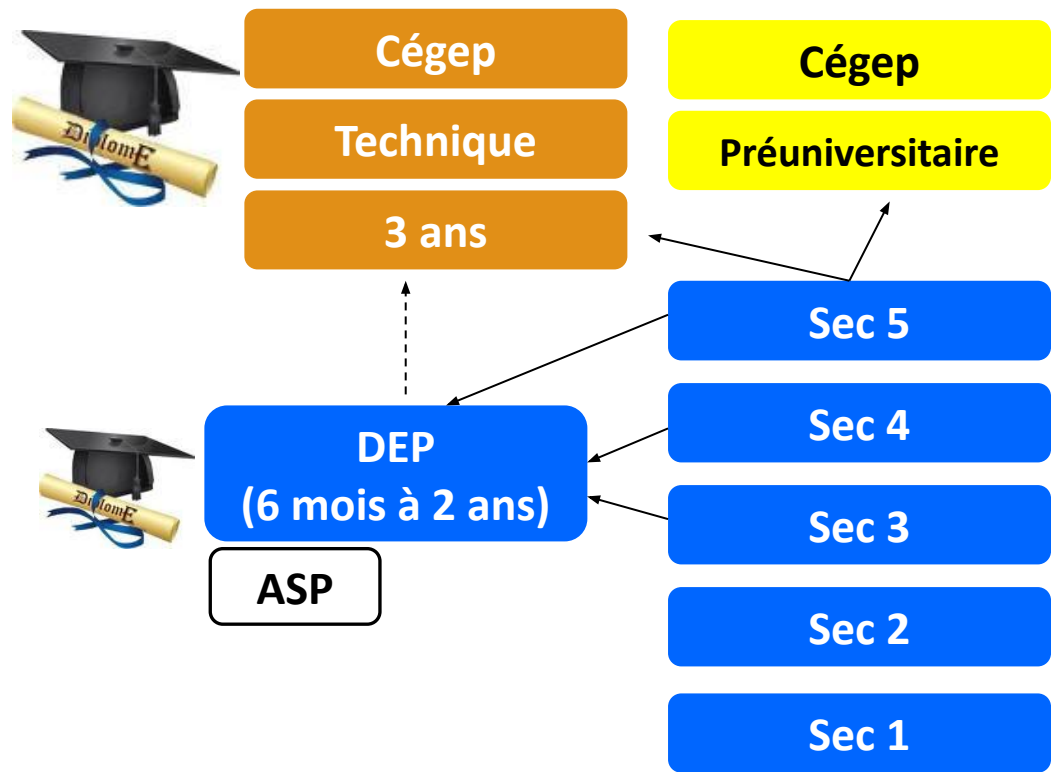 Cégep
Technique
3 ans
Cégep
Préuniversitaire
DiplomE
Sec 5
Sec 4
Sec 3
Sec 2
Sec 1
DEP
(6 mois à 2 ans)
ASP
DiplomE